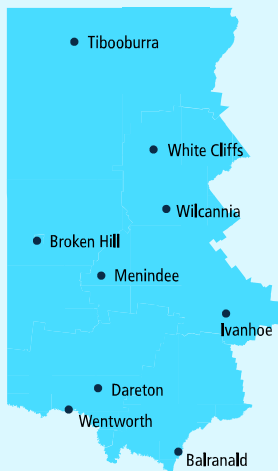 Tibooburra
White Cliffs
Wilcannia
Broken Hill
Menindee
Ivanhoe
Dareton
Wentworth
Balranald